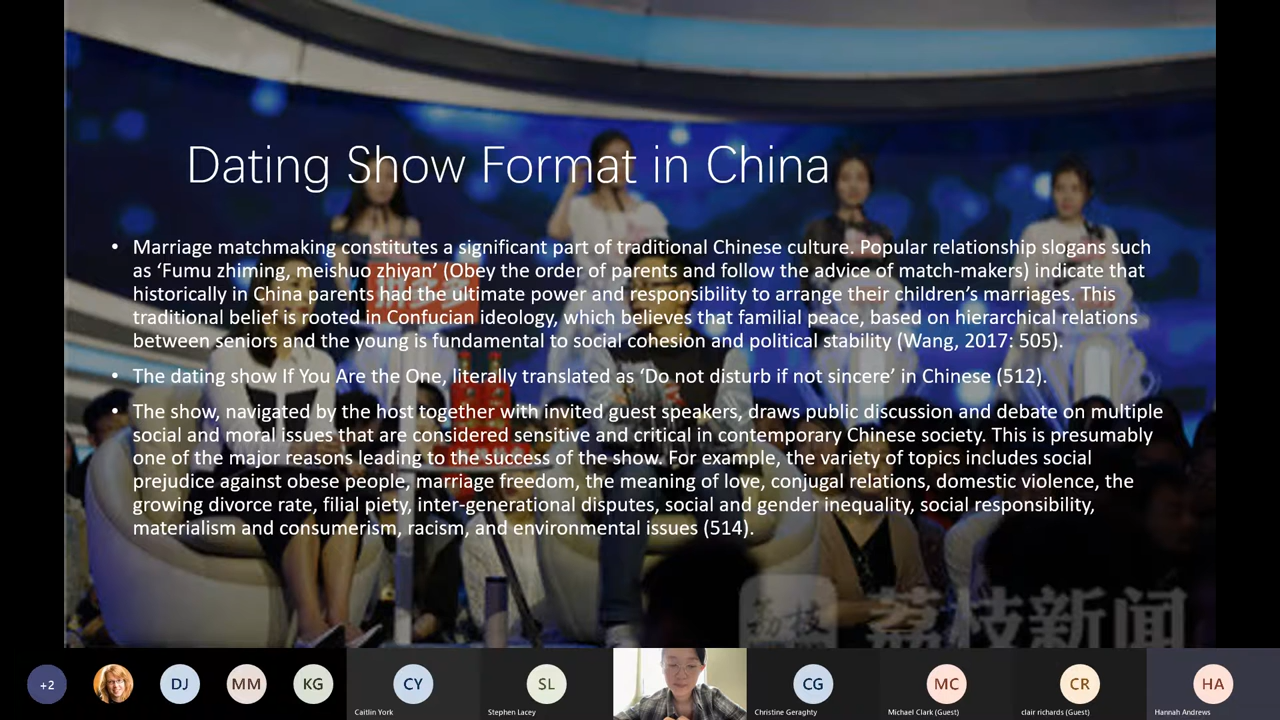 Dating Show Format in China
• Marriage matchmaking constitutes a significant part of traditional Chinese culture. Popular relationship slogans such
as ‘Fumu zhiming, meishuo zhiyan’ (Obey the order of parents and follow the advice of match-makers) indicate that
historically in China parents had the ultimate power and responsibility to arrange their children’s marriages. This
traditional belief is rooted in Confucian ideology, which believes that familial peace, based on hierarchical relations
between seniors and the young is fundamental to social cohesion and political stability (Wang, 2017: 505).
• The dating show If You Are the One, literally translated as ‘Do not disturb if not sincere’ in Chinese (512).
• The show, navigated by the host together with invited guest speakers, draws public discussion and debate on multiple
social and moral issues that are considered sensitive and critical in contemporary Chinese society. This is presumably
one of the major reasons leading to the success of the show. For example, the variety of topics includes social
prejudice against obese people, marriage freedom, the meaning of love, conjugal relations, domestic violence, the
growing divorce rate, filial piety, inter-generational disputes, social and gender inequality, social responsibility,
materialism and consumerism, racism, and environmental issues (514).
荔枝 荔枝新闻
+2 DJ MM KG CY SL CG MC CR HA
Caitlin York Stephen Lacey Christine Geraghty Michael Clark (Guest) clair richards (Guest) Hannah Andrews